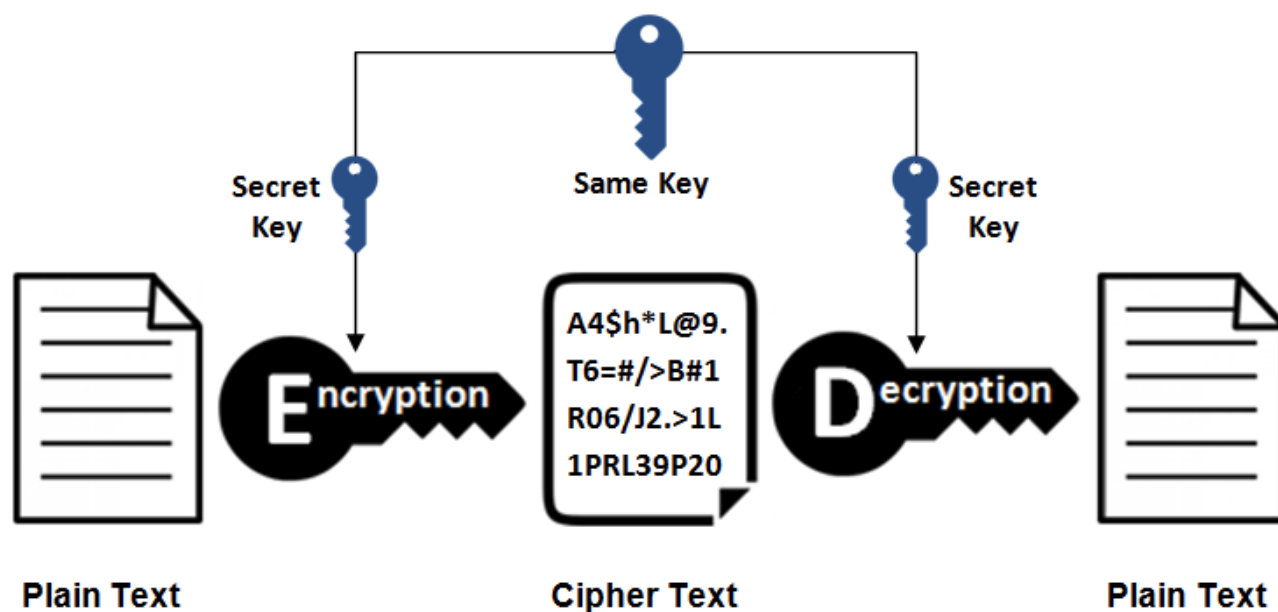 Same Key
Secret
Key
Secret
Key
Encryption
A4$h*L@9.
T6=#/>B#1
R06/J2.>1L
1PRL39P20
Decryption
Plain Text
Cipher Text
Plain Text